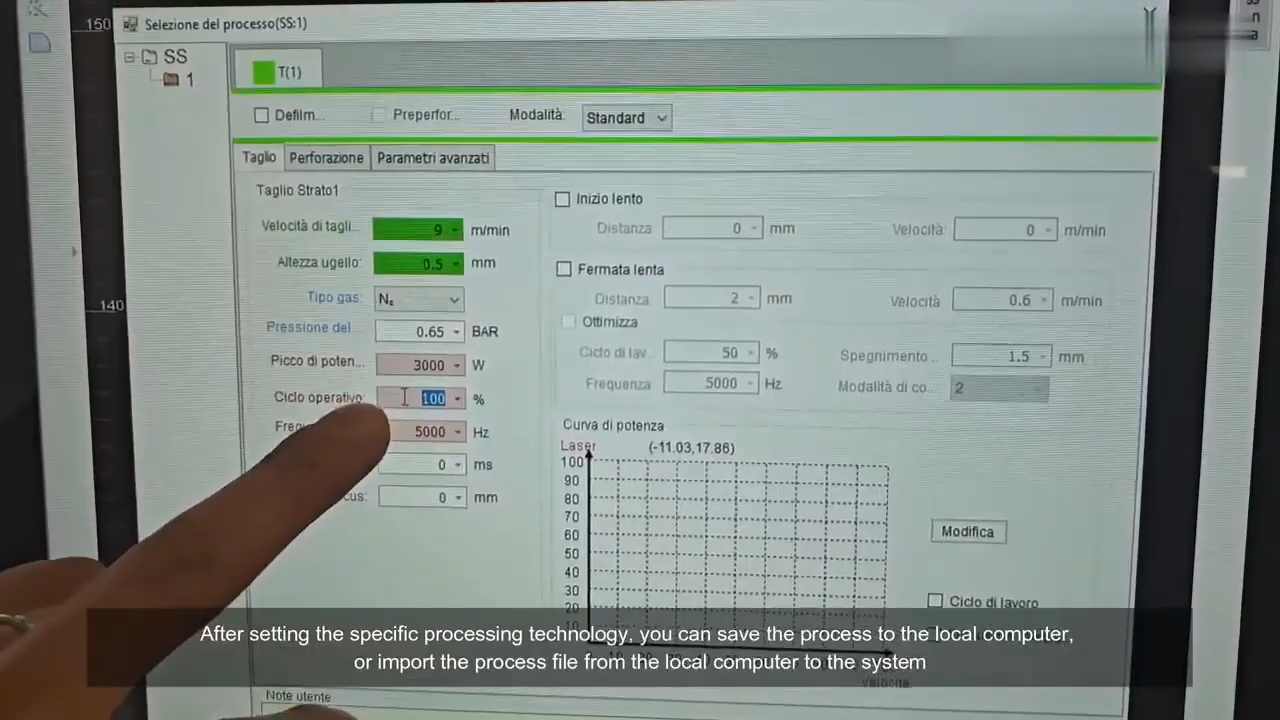 150
Selezione del processo(SS:1)
SS
1
T(1)
Defilm...
Preperfor...
Modalità:
Standard
Taglio
Perforazione
Parametri avanzati
Taglio Strato1
Velocità di tagli... 9 m/min
Altezza ugello: 0.5 mm
Tipo gas: N₂
Pressione del ... 0.65 BAR
Picco di poten... 3000 W
Ciclo operativo: 100 %
5000 Hz
0 ms
0 mm
140
Inizio lento
Distanza 0 mm
Velocità: 0 m/min
Fermata lenta
Distanza 2 mm
Velocità 0.6 m/min
Ottimizza
Ciclo di lav... 50 %
Spegnimento... 1.5 mm
Frequenza 5000 Hz
Modalità di co... 2
Curva di potenza
Laser
(-11.03,17.86)
100
90
80
70
60
50
40
30
20
10
Velocità
Modifica
Ciclo di lavoro
After setting the specific processing technology, you can save the process to the local computer,
or import the process file from the local computer to the system
Note utente